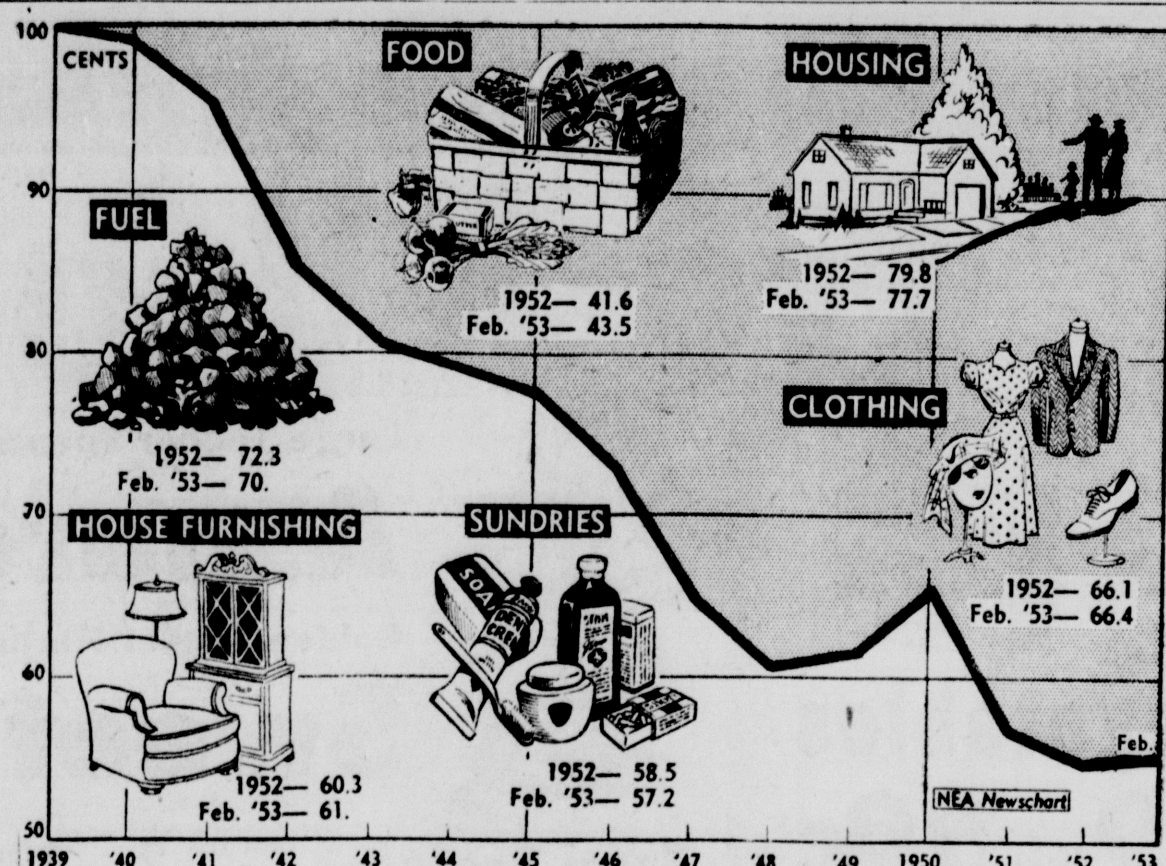 100
CENTS
FOOD
HOUSING
90
FUEL
1952— 79.8
Feb. '53— 77.7
1952— 41.6
Feb. '53— 43.5
80
CLOTHING
1952— 72.3
Feb. '53— 70.
70
HOUSE FURNISHING
SUNDRIES
SOAP
DEN
CREM
1952— 66.1
Feb. '53— 66.4
60
Feb.
1952— 60.3
Feb. '53— 61.
1952— 58.5
Feb. '53— 57.2
NEA Newschart
50
1939 '40 '41 '42 '43 '44 '45 '46 '47 '48 '49 1950 '51 '52 '53